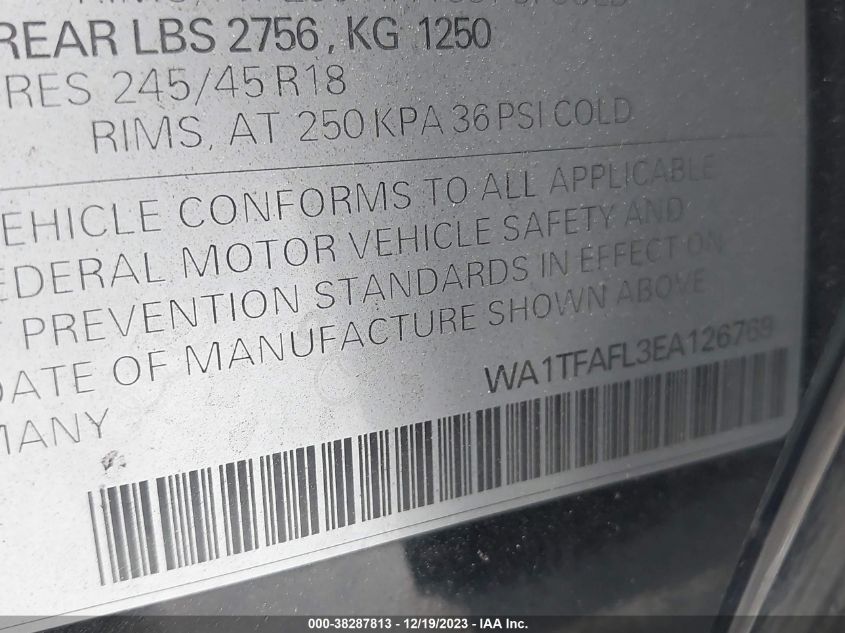 REAR LBS 2756, KG 1250
RES 245/45 R18
RIMS, AT 250 KPA 36 PSI COLD
EHICLE CONFORMS TO ALL APPLICABLE
EDERAL MOTOR VEHICLE SAFETY AND
T PREVENTION STANDARDS IN EFFECT ON
DATE OF MANUFACTURE SHOWN ABOVE
WA1TFAFL3EA126769
MANY
000-38287813 - 12/19/2023 - IAA Inc.